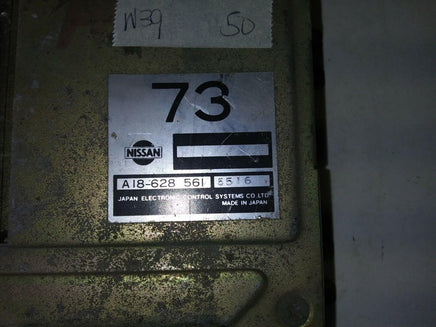 W39 50
73
NISSAN
A18-628 561 5516
JAPAN ELECTRONIC CONTROL SYSTEMS CO LTD
MADE IN JAPAN